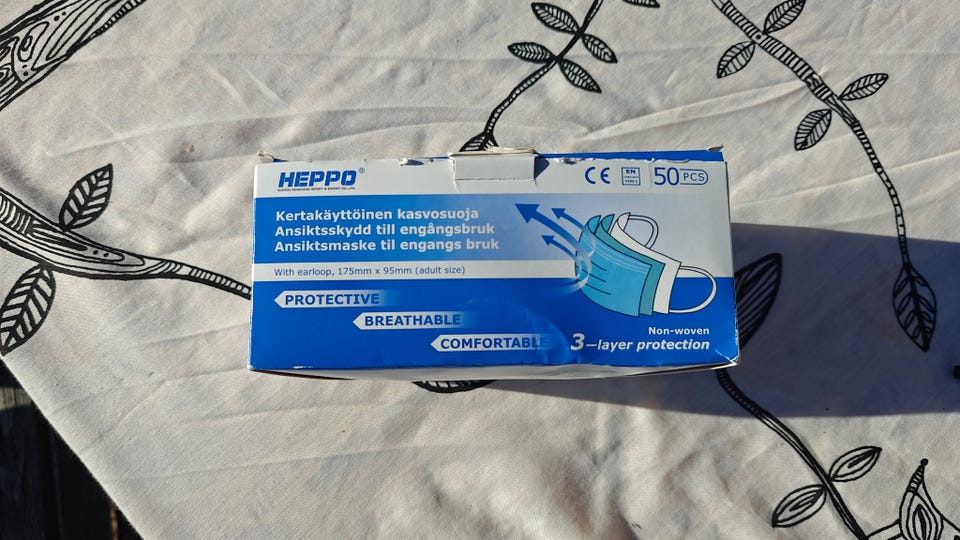 HEPPO®
CE
EN
TYPE I
50 PCS
Kertakäyttöinen kasvosuoja
Ansiktsskydd till engångsbruk
Ansiktsmaske til engangs bruk
With earloop, 175mm x 95mm (adult size)
PROTECTIVE
BREATHABLE
COMFORTABLE
Non-woven
3-layer protection